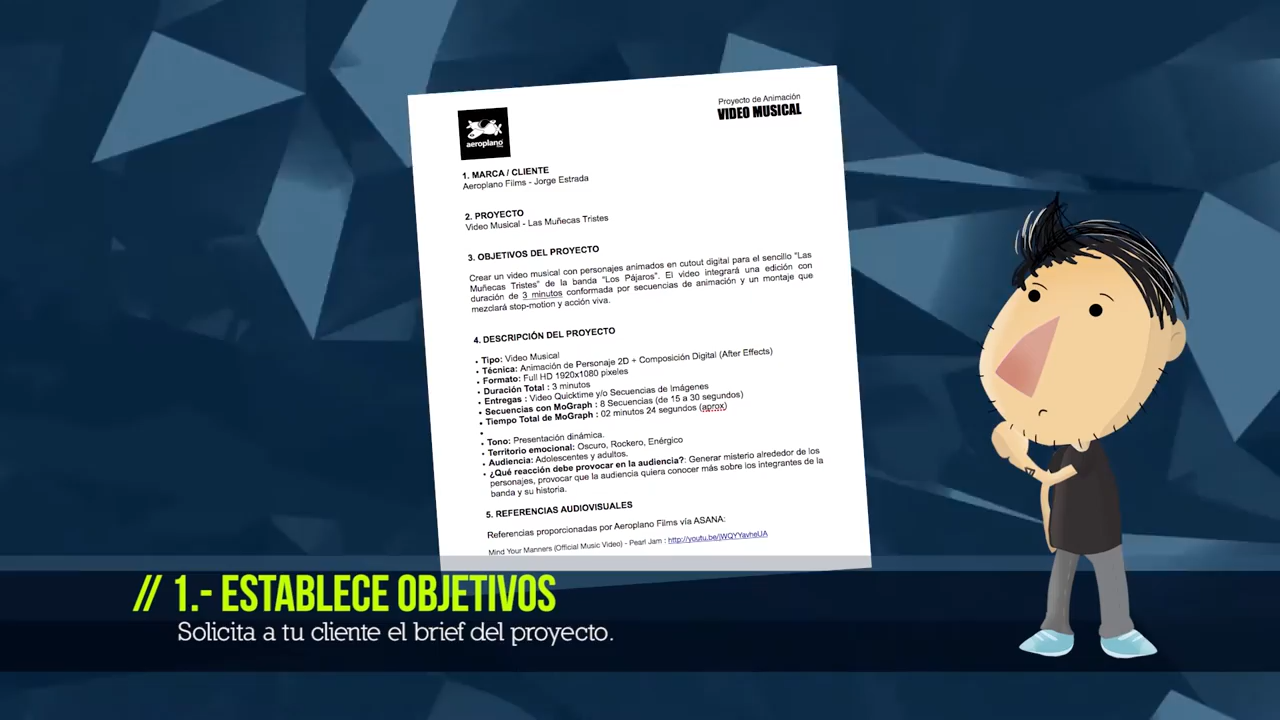 aeroplano
Proyecto de Animación
VIDEO MUSICAL
1. MARCA / CLIENTE
Aeroplano Films - Jorge Estrada
2. PROYECTO
Video Musical - Las Muñecas Tristes
3. OBJETIVOS DEL PROYECTO
Crear un video musical con personajes animados en cutout digital para el sencillo "Las
Muñecas Tristes" de la banda "Los Pájaros". El video integrará una edición con
duración de 3 minutos conformada por secuencias de animación y un montaje que
mezclará stop-motion y acción viva.
4. DESCRIPCIÓN DEL PROYECTO
• Tipo: Video Musical
• Técnica: Animación de Personaje 2D + Composición Digital (After Effects)
• Formato: Full HD 1920x1080 pixeles
• Duración Total : 3 minutos
• Entregas : Video Quicktime y/o Secuencias de Imágenes
• Secuencias con MoGraph : 8 Secuencias (de 15 a 30 segundos)
• Tiempo Total de MoGraph : 02 minutos 24 segundos (aprox)
•
• Tono: Presentación dinámica.
• Territorio emocional: Oscuro, Rockero, Enérgico
• Audiencia: Adolescentes y adultos.
• ¿Qué reacción debe provocar en la audiencia?: Generar misterio alrededor de los
personajes, provocar que la audiencia quiera conocer más sobre los integrantes de la
banda y su historia.
5. REFERENCIAS AUDIOVISUALES
Referencias proporcionadas por Aeroplano Films vía ASANA:
Mind Your Manners (Official Music Video) - Pearl Jam :
// 1.- ESTABLECE OBJETIVOS
Solicita a tu cliente el brief del proyecto.